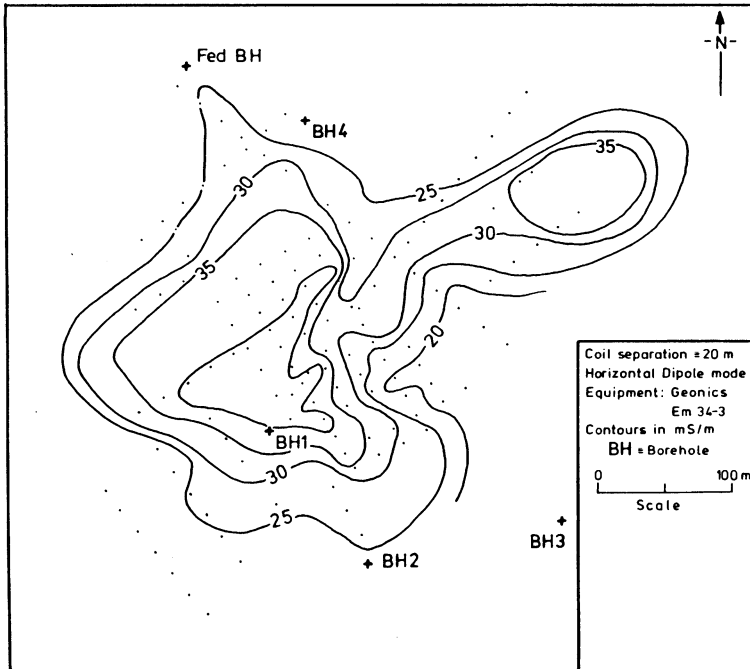 Fed BH
-N-
BH4
25
35
30
30
35
20
BH1
30
25
BH2
BH3
Coil separation = 20 m
Horizontal Dipole mode
Equipment: Geonics
Em 34-3
Contours in mS/m
BH = Borehole
0 100 m
Scale